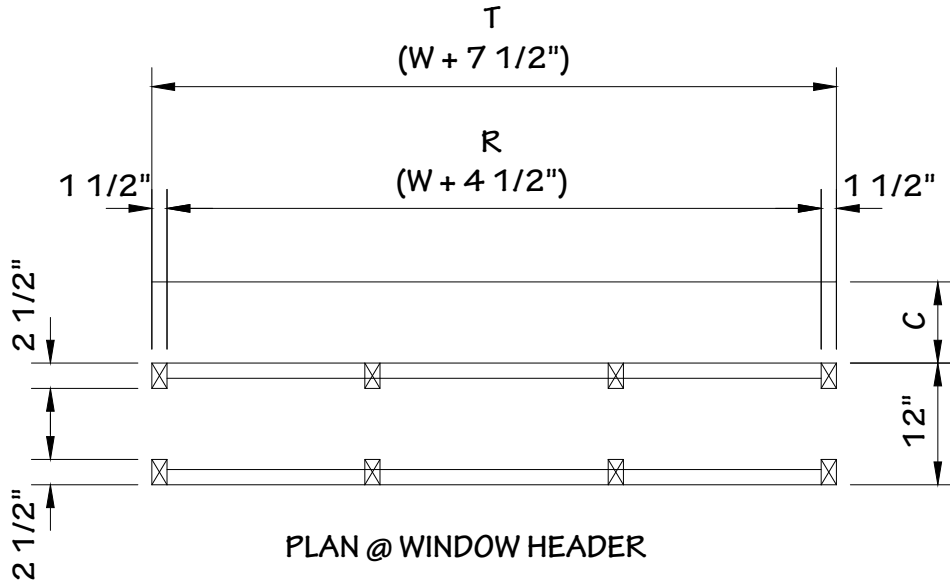 T
(W + 7 1/2")
R
(W + 4 1/2")
1 1/2"
1 1/2"
2 1/2"
C
12"
2 1/2"
PLAN @ WINDOW HEADER